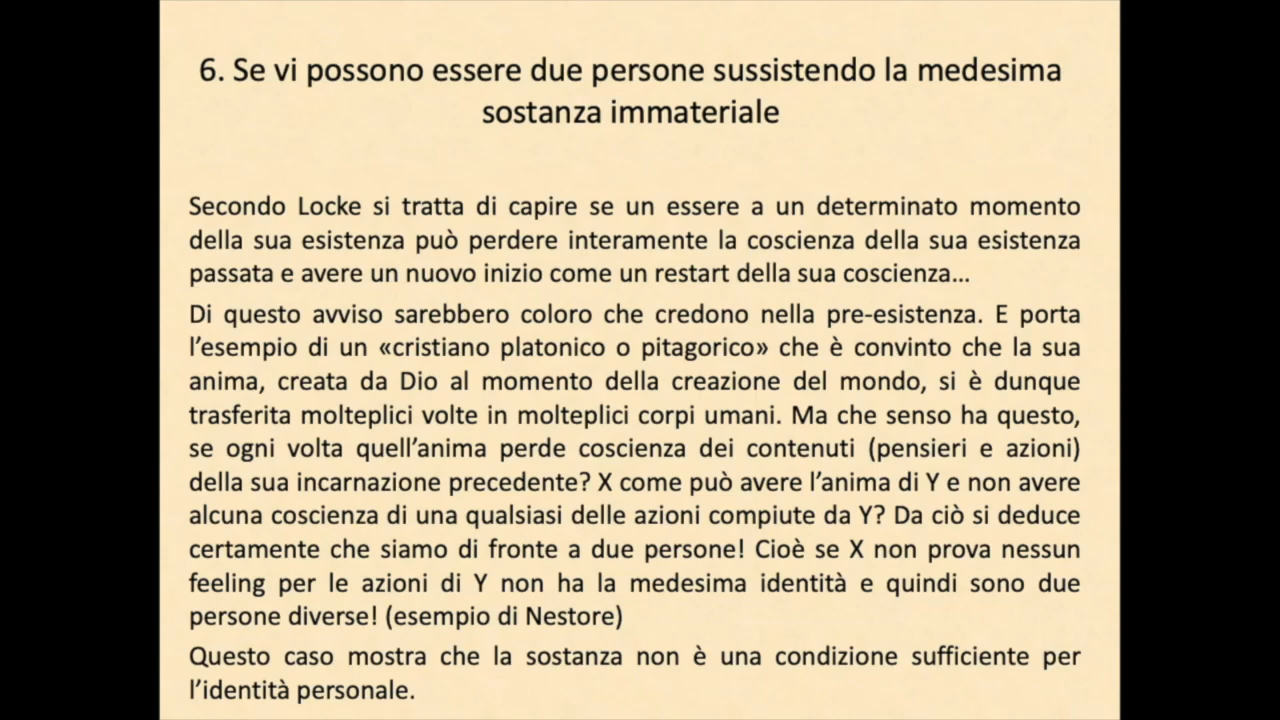 6. Se vi possono essere due persone sussistendo la medesima
sostanza immateriale
Secondo Locke si tratta di capire se un essere a un determinato momento
della sua esistenza può perdere interamente la coscienza della sua esistenza
passata e avere un nuovo inizio come un restart della sua coscienza…
Di questo avviso sarebbero coloro che credono nella pre-esistenza. E porta
l’esempio di un «cristiano platonico o pitagorico» che è convinto che la sua
anima, creata da Dio al momento della creazione del mondo, si è dunque
trasferita molteplici volte in molteplici corpi umani. Ma che senso ha questo,
se ogni volta quell’anima perde coscienza dei contenuti (pensieri e azioni)
della sua incarnazione precedente? X come può avere l’anima di Y e non avere
alcuna coscienza di una qualsiasi delle azioni compiute da Y? Da ciò si deduce
certamente che siamo di fronte a due persone! Cioè se X non prova nessun
feeling per le azioni di Y non ha la medesima identità e quindi sono due
persone diverse! (esempio di Nestore)
Questo caso mostra che la sostanza non è una condizione sufficiente per
l’identità personale.